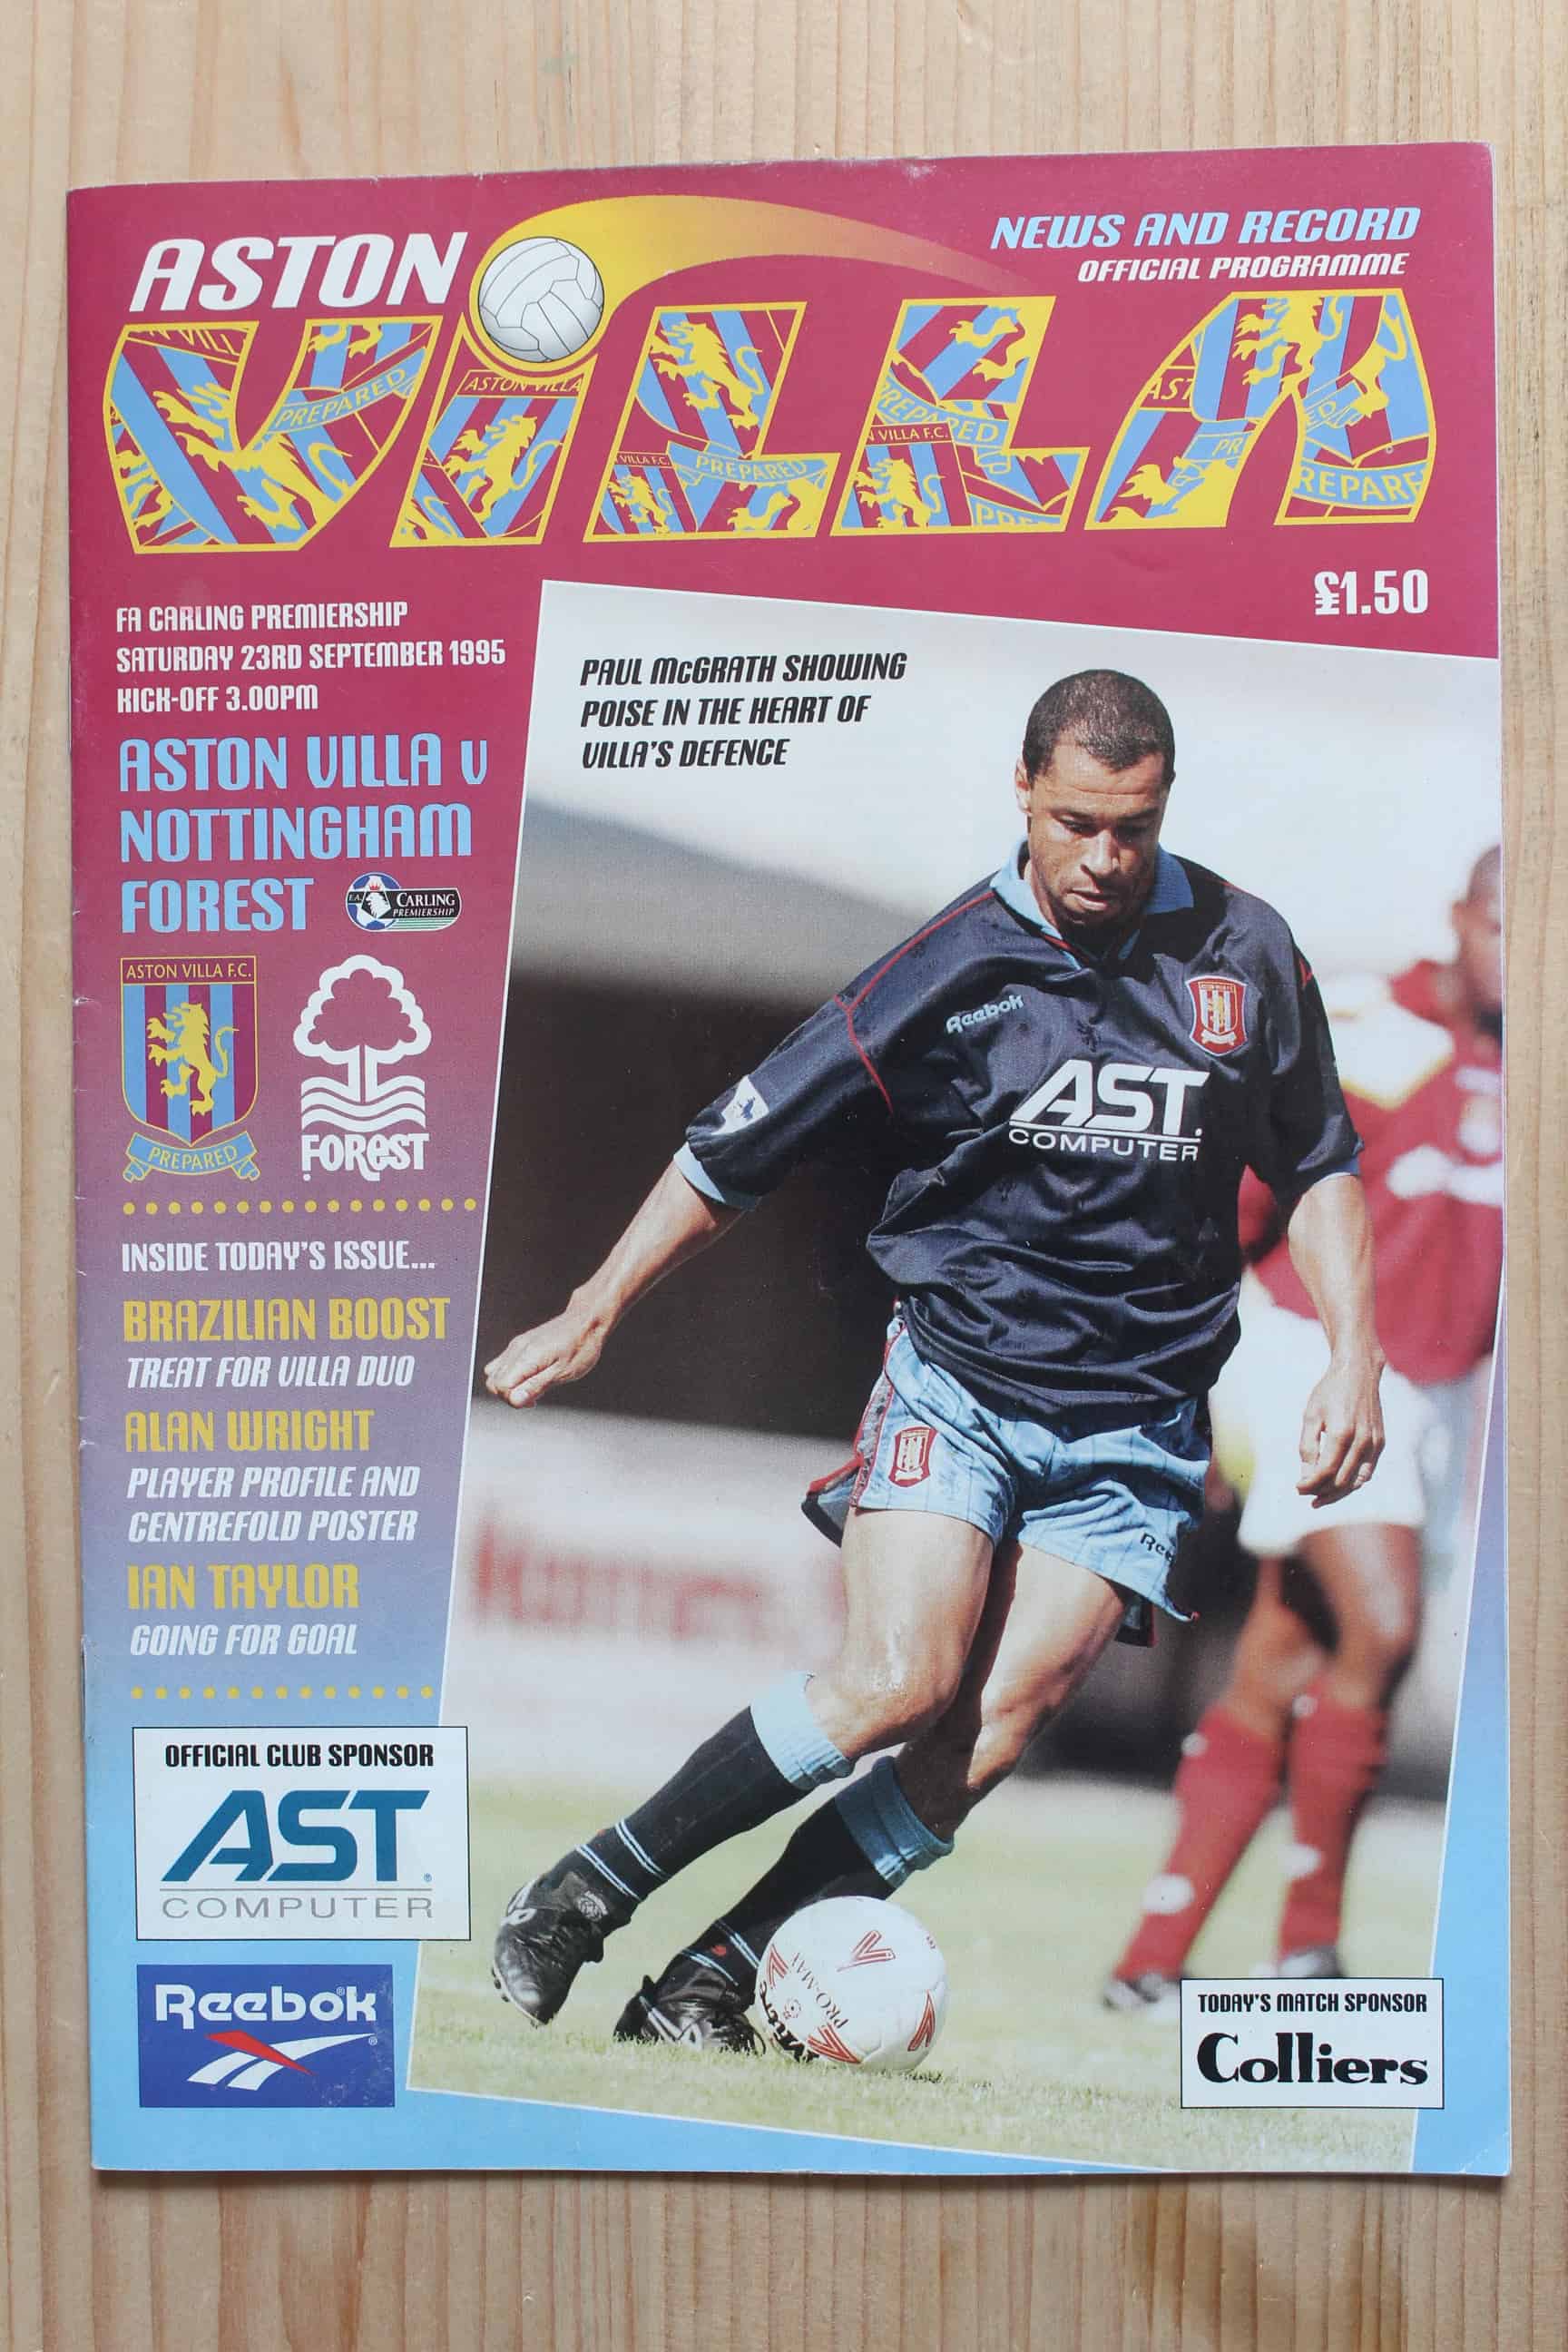 ASTON
VILLA
NEWS AND RECORD
OFFICIAL PROGRAMME
£1.50
FA CARLING PREMIERSHIP
SATURDAY 23RD SEPTEMBER 1995
KICK-OFF 3.00PM
ASTON VILLA v
NOTTINGHAM
FOREST
F.A. CARLING
PREMIERSHIP
ASTON VILLA F.C.
PREPARED
FOREST
INSIDE TODAY'S ISSUE...
BRAZILIAN BOOST
TREAT FOR VILLA DUO
ALAN WRIGHT
PLAYER PROFILE AND
CENTREFOLD POSTER
IAN TAYLOR
GOING FOR GOAL
OFFICIAL CLUB SPONSOR
AST
COMPUTER
Reebok
PAUL McGRATH SHOWING
POISE IN THE HEART OF
VILLA'S DEFENCE
Reebok
AST
COMPUTER
Mitre
PRO-MAX
TODAY'S MATCH SPONSOR
Colliers